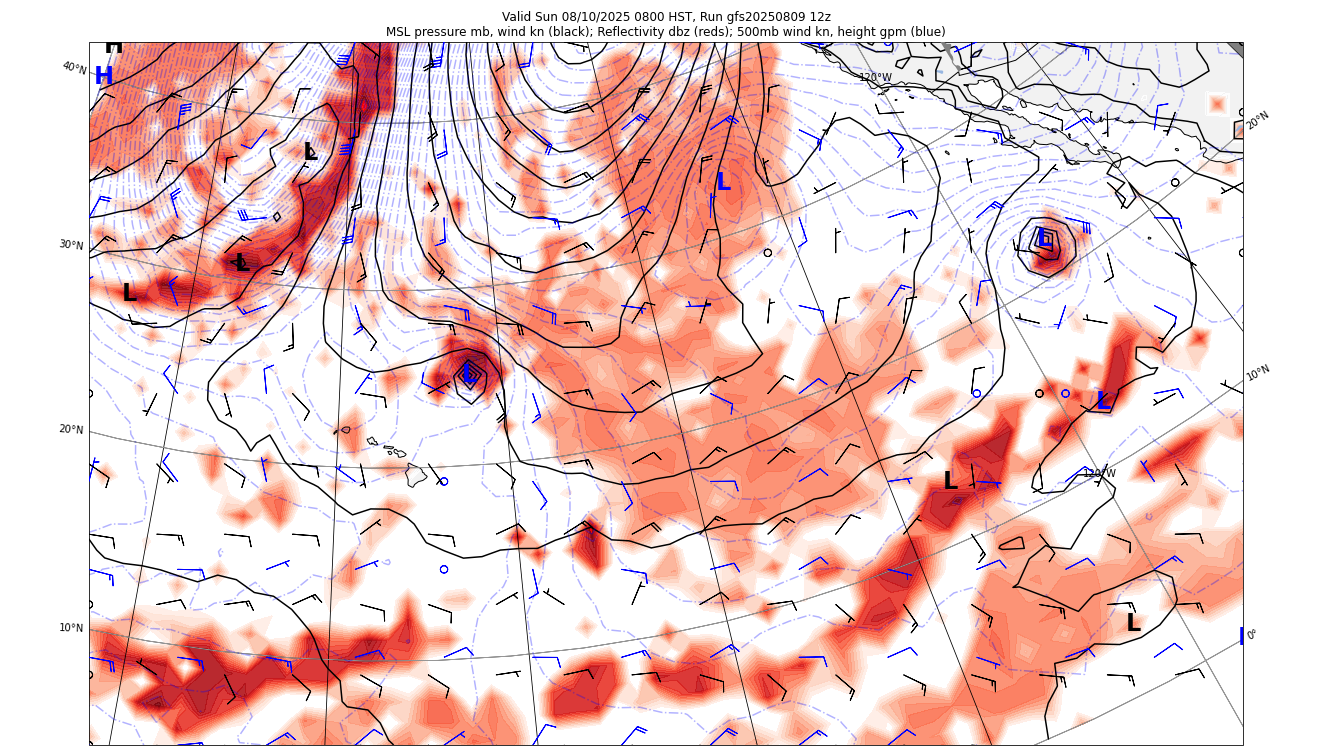 Valid Sun 08/10/2025 0800 HST, Run gfs20250809 12z
MSL pressure mb, wind kn (black); Reflectivity dbz (reds); 500mb wind kn, height gpm (blue)
H
40°N
H
120°W
20°N
L
L
L
30°N
L
L
L
10°N
L
L
20°N
120°W
L
10°N
L
0°